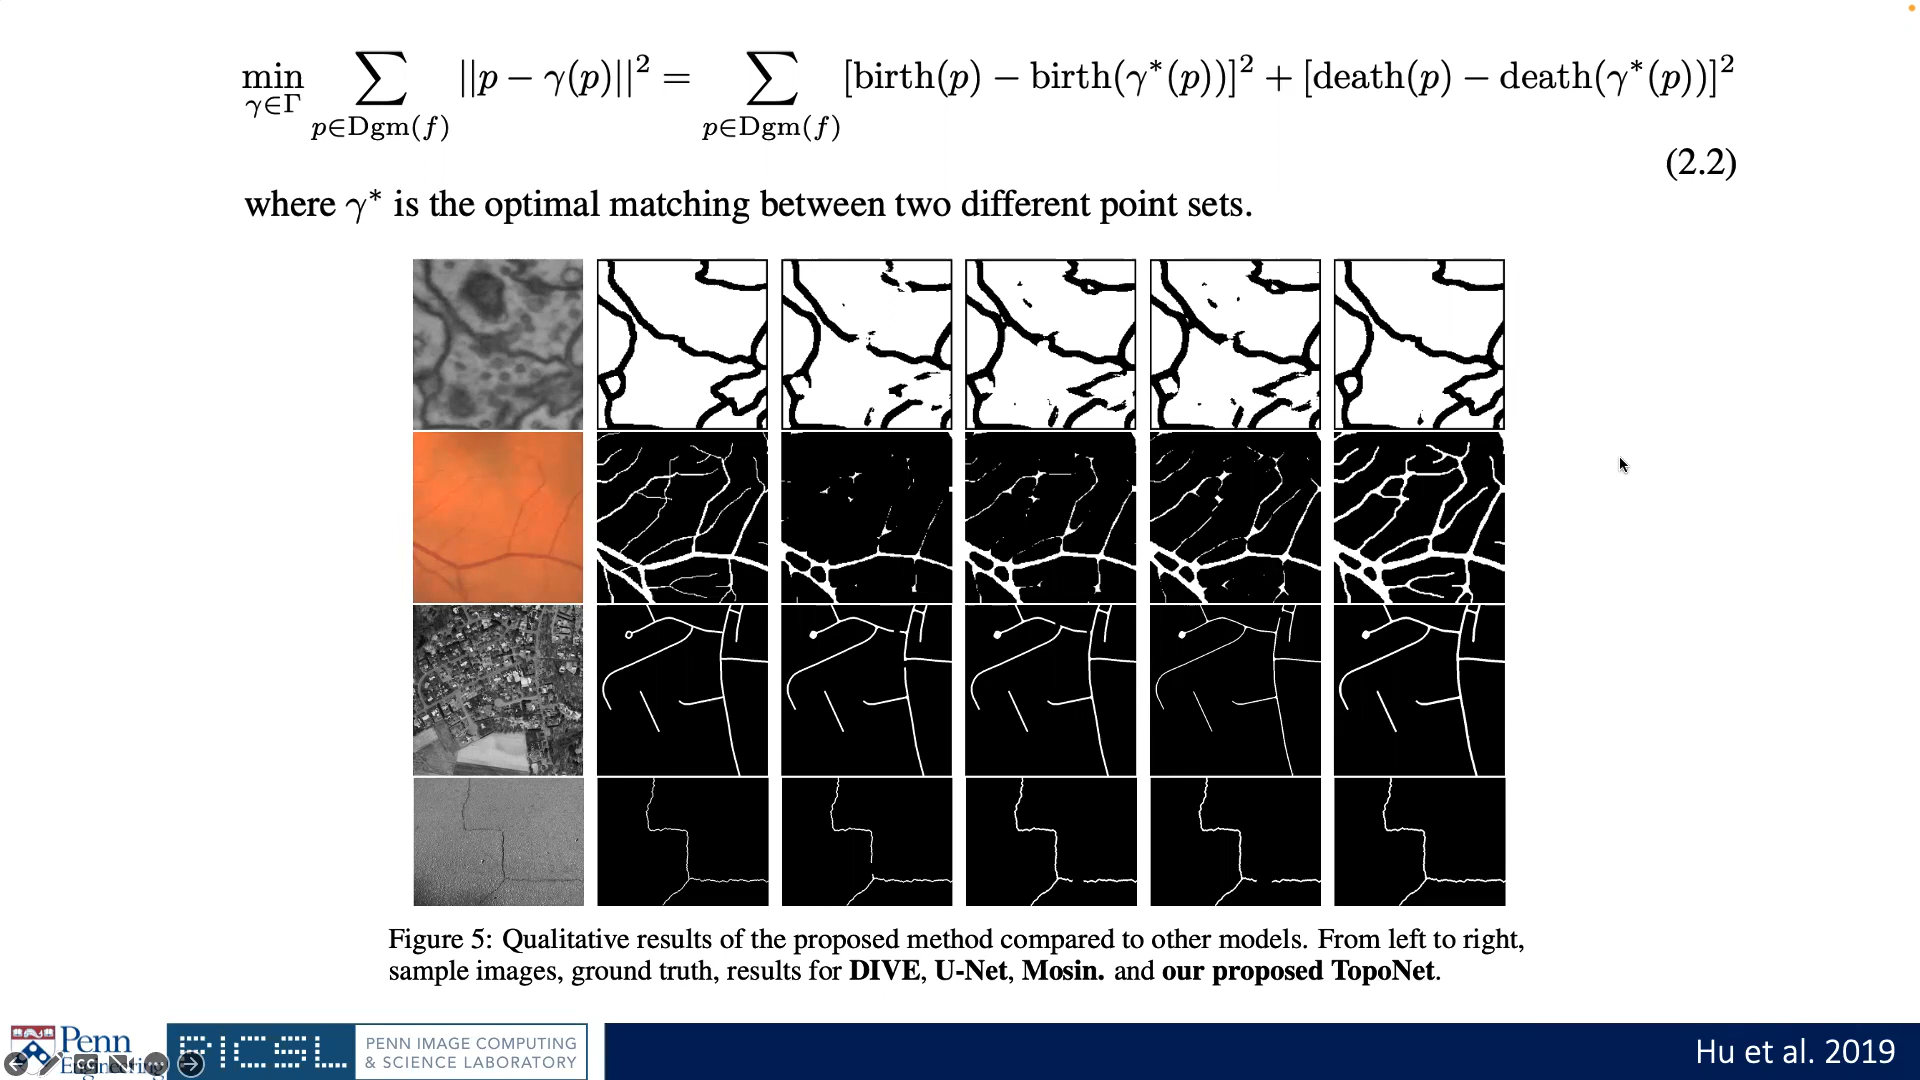 min γ∈Γ ∑ p∈Dgm(f) ||p − γ(p)||² = ∑ p∈Dgm(f) [birth(p) − birth(γ*(p))]² + [death(p) − death(γ*(p))]²
(2.2)
where γ* is the optimal matching between two different point sets.
Figure 5: Qualitative results of the proposed method compared to other models. From left to right,
sample images, ground truth, results for DIVE, U-Net, Mosin. and our proposed TopoNet.
Penn
Engineering
PICSL
PENN IMAGE COMPUTING
& SCIENCE LABORATORY
Hu et al. 2019